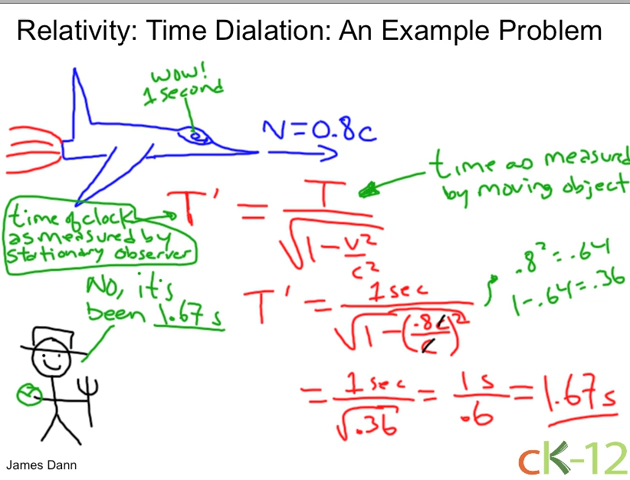 Relativity: Time Dialation: An Example Problem
WOW!
1 second
V=0.8c
time as measured
by moving object
T' = T / √1-v²/c²
time of clock
as measured by
stationary observer
.8² = .64
1-.64=.36
No, it's
been 1.67 s
T' = 1 sec / √1-(.8c/c)²
= 1 sec / √.36 = 1 s / .6 = 1.67 s
James Dann
cK-12